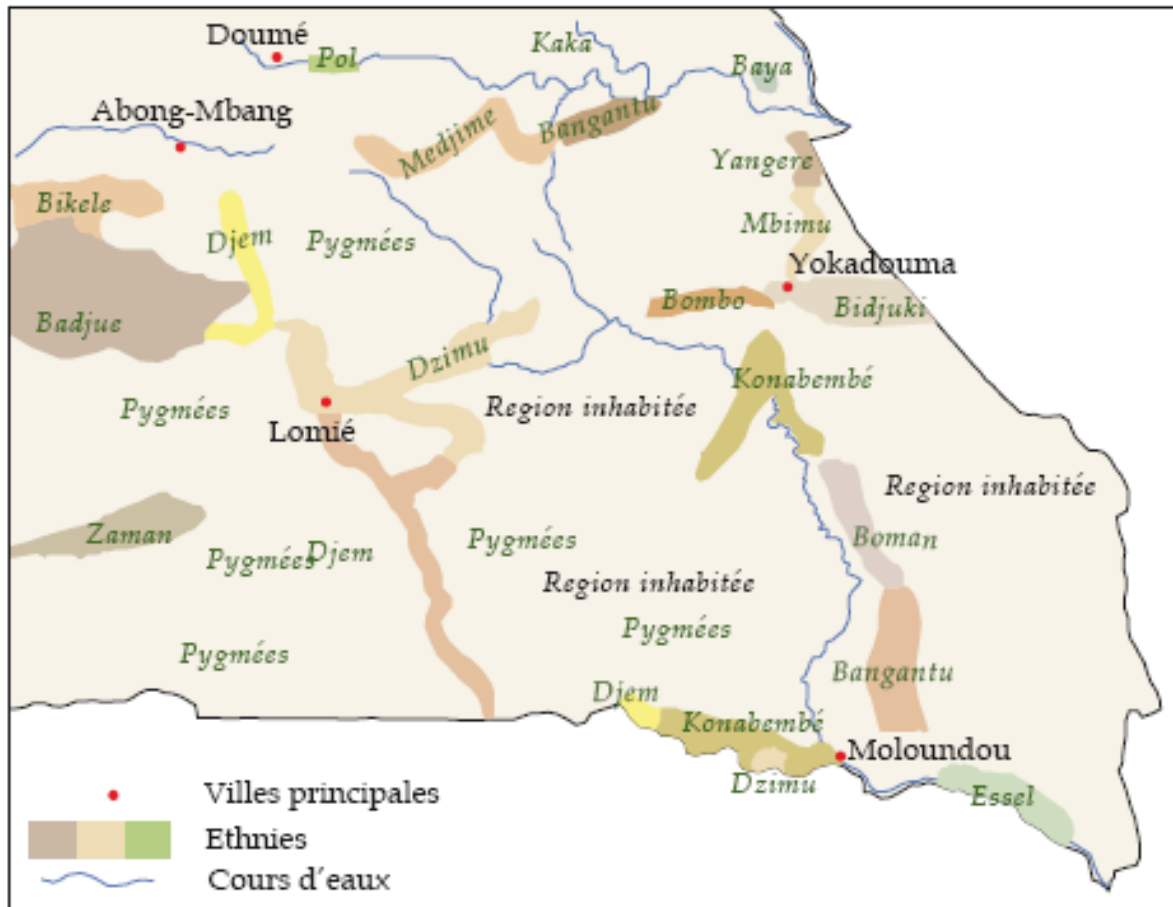 Doumé
Pol
Kaka
Baya
Abong-Mbang
Medjime
Bangantu
Yangere
Bikele
Djem
Pygmées
Mbimu
Yokadouma
Bombo
Bidjuki
Badjue
Dzimu
Konabembé
Pygmées
Region inhabitée
Lomié
Region inhabitée
Zaman
Boman
Pygmées
Djem
Pygmées
Region inhabitée
Pygmées
Pygmées
Bangantu
Djem
Konabembé
Moloundou
Dzimu
Essel
Villes principales
Ethnies
Cours d'eaux